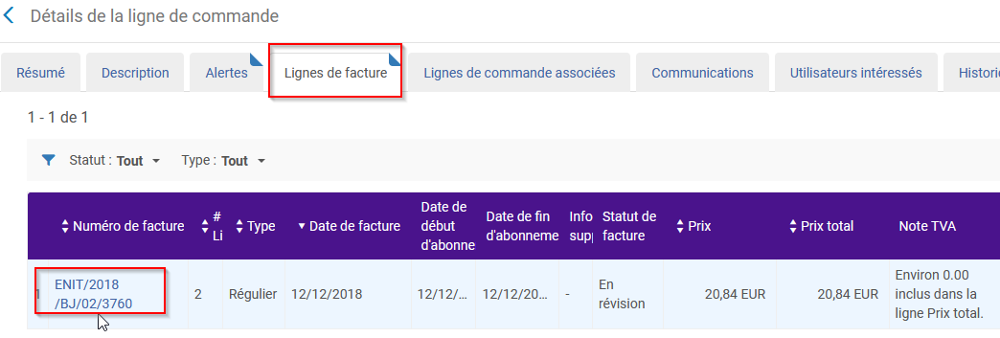 Détails de la ligne de commande
Résumé
Description
Alertes
Lignes de facture
Lignes de commande associées
Communications
Utilisateurs intéressés
1 - 1 de 1
Statut : Tout
Type : Tout
Numéro de facture
#
Li
Type
Date de facture
Date de
début
d'abonne
Date de fin
d'abonneme
Info
sup
Statut de
facture
Prix
Prix total
Note TVA
1
ENIT/2018
/BJ/02/3760
2
Régulier
12/12/2018
12/12/...
12/12/20...
-
En
révision
20,84 EUR
20,84 EUR
Environ 0.00
inclus dans la
ligne Prix total.